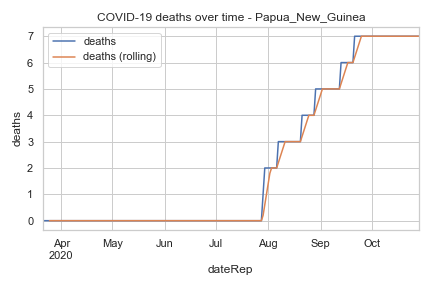 COVID-19 deaths over time - Papua_New_Guinea
deaths
deaths (rolling)
deaths
7
6
5
4
3
2
1
0
Apr May Jun Jul Aug Sep Oct
2020
dateRep